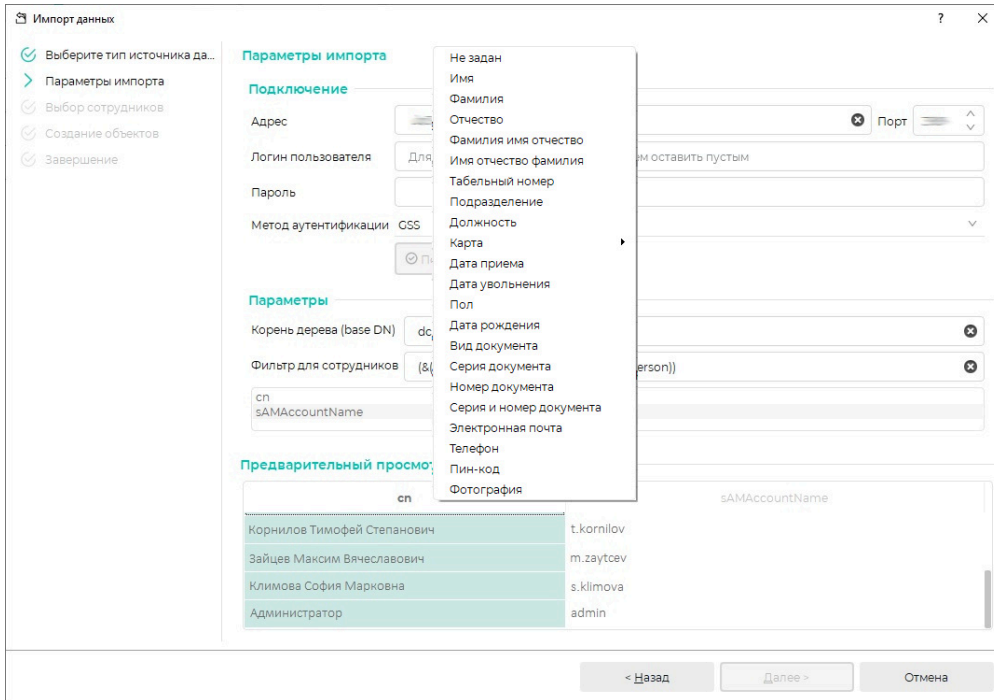 Импорт данных
? ×
Выберите тип источника да...
Параметры импорта
Выбор сотрудников
Создание объектов
Завершение
Параметры импорта
Подключение
Адрес
Порт
Логин пользователя
Для
ем оставить пустым
Пароль
Метод аутентификации GSS
Параметры
Корень дерева (base DN)
dc
Фильтр для сотрудников
(&(
erson))
cn
sAMAccountName
Не задан
Имя
Фамилия
Отчество
Фамилия имя отчество
Имя отчество фамилия
Табельный номер
Подразделение
Должность
Карта
Дата приема
Дата увольнения
Пол
Дата рождения
Вид документа
Серия документа
Номер документа
Серия и номер документа
Электронная почта
Телефон
Пин-код
Фотография
Предварительный просмо
cn sAMAccountName
Корнилов Тимофей Степанович t.kornilov
Зайцев Максим Вячеславович m.zaytcev
Климова София Марковна s.klimova
Администратор admin
< Назад
Далее >
Отмена